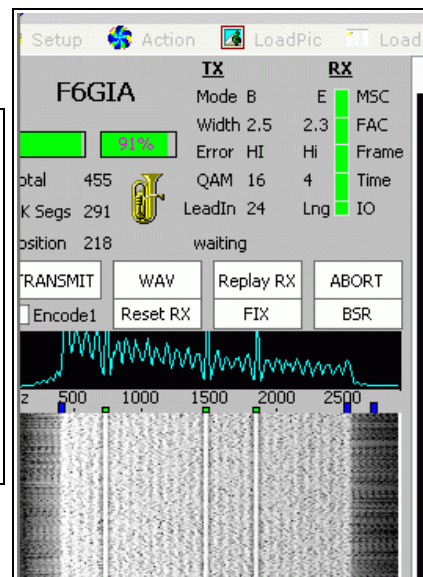 Setup Action LoadPic Load
TX RX
F6GIA Mode B E MSC
Width 2.5 2.3 FAC
91% Error HI Hi Frame
otal 455 QAM 16 4 Time
K Segs 291 LeadIn 24 Lng IO
osition 218 waiting
TRANSMIT WAV Replay RX ABORT
Encode1 Reset RX FIX BSR
z 500 1000 1500 2000 2500